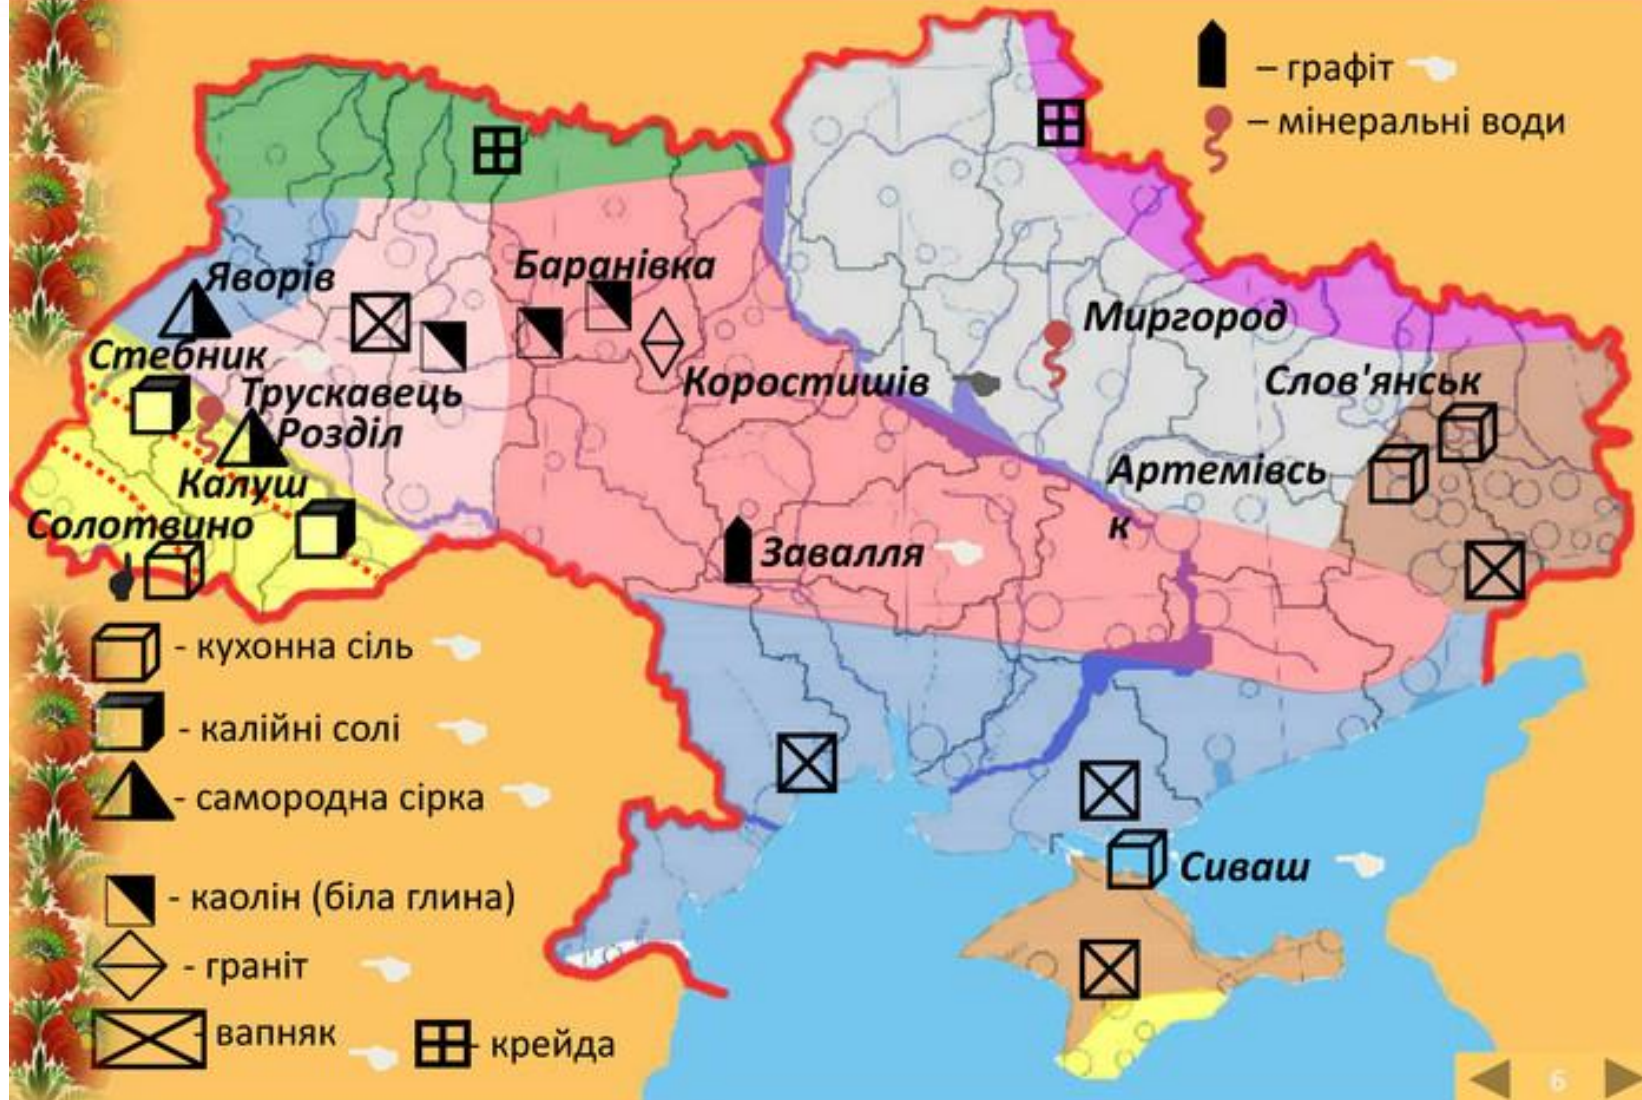 – графіт
– мінеральні води
Яворів
Баранівка
Миргород
Стебник
Трускавець
Коростишів
Слов'янськ
Розділ
Калуш
Артемівсь
к
Солотвино
Завалля
- кухонна сіль
- калійні солі
- самородна сірка
Сиваш
- каолін (біла глина)
- граніт
- вапняк
- крейда
6